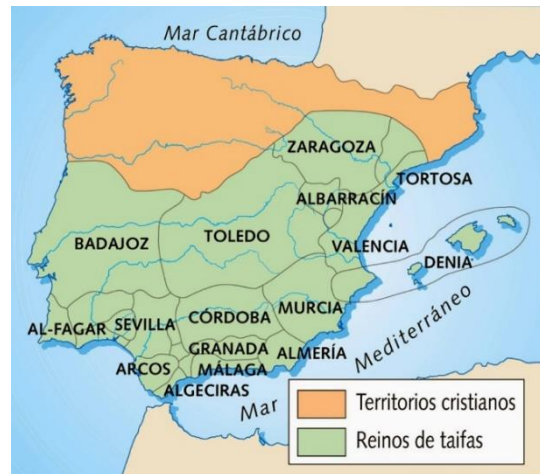 Mar Cantábrico
ZARAGOZA
TORTOSA
ALBARRACÍN
BADAJOZ
TOLEDO
VALENCIA
DENIA
MURCIA
AL-FAGAR
SEVILLA
CÓRDOBA
GRANADA
ALMERÍA
ARCOS
MÁLAGA
ALGECIRAS
Mar Mediterráneo
Territorios cristianos
Reinos de taifas